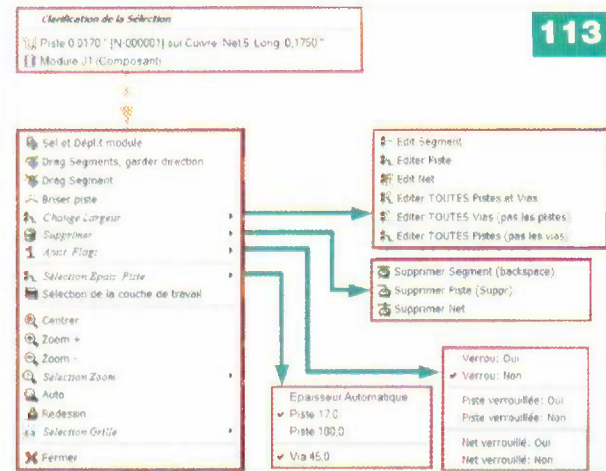 Clarification de la Sélection
Piste 0,0170 " [N-000001] sur Cuivre Net:5 Long: 0,1750 "
Module J1 (Composant)
113
Sel et Dépl.t module
Drag Segments, garder direction
Drag Segment
Briser piste
Change Largeur
Supprimer
Ajust. Flags
Sélection Epais. Piste
Sélection de la couche de travail
Centrer
Zoom +
Zoom -
Sélection Zoom
Auto
Redessin
Sélection Grille
Fermer
Edit Segment
Editer Piste
Edit Net
Editer TOUTES Pistes et Vias
Editer TOUTES Vias (pas les pistes)
Editer TOUTES Pistes (pas les vias)
Supprimer Segment (backspace)
Supprimer Piste (Suppr)
Supprimer Net
Epaisseur Automatique
Piste 17,0
Piste 100,0
Via 45,0
Verrou: Oui
Verrou: Non
Piste verrouillée: Oui
Piste verrouillée: Non
Net verrouillé: Oui
Net verrouillé: Non